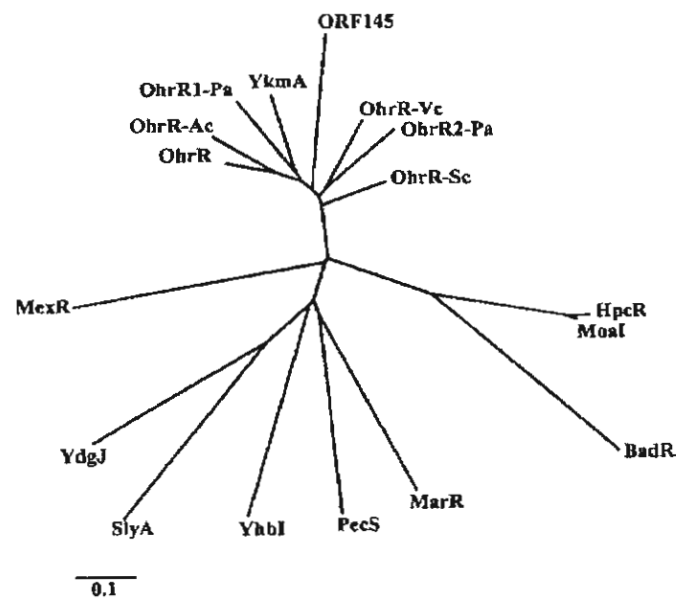 ORF145
YkmA
OhrR1-Pa
OhrR-Vc
OhrR-Ac
OhrR2-Pa
OhrR
OhrR-Sc
MexR
HpcR
MoaI
BadR
YdgJ
MarR
SlyA
YhbI
PecS
0.1